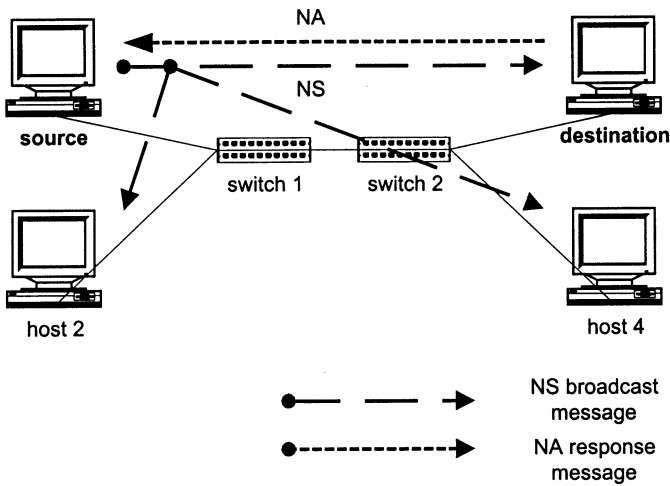 NA
NS
source
destination
switch 1
switch 2
host 2
host 4
NS broadcast
message
NA response
message